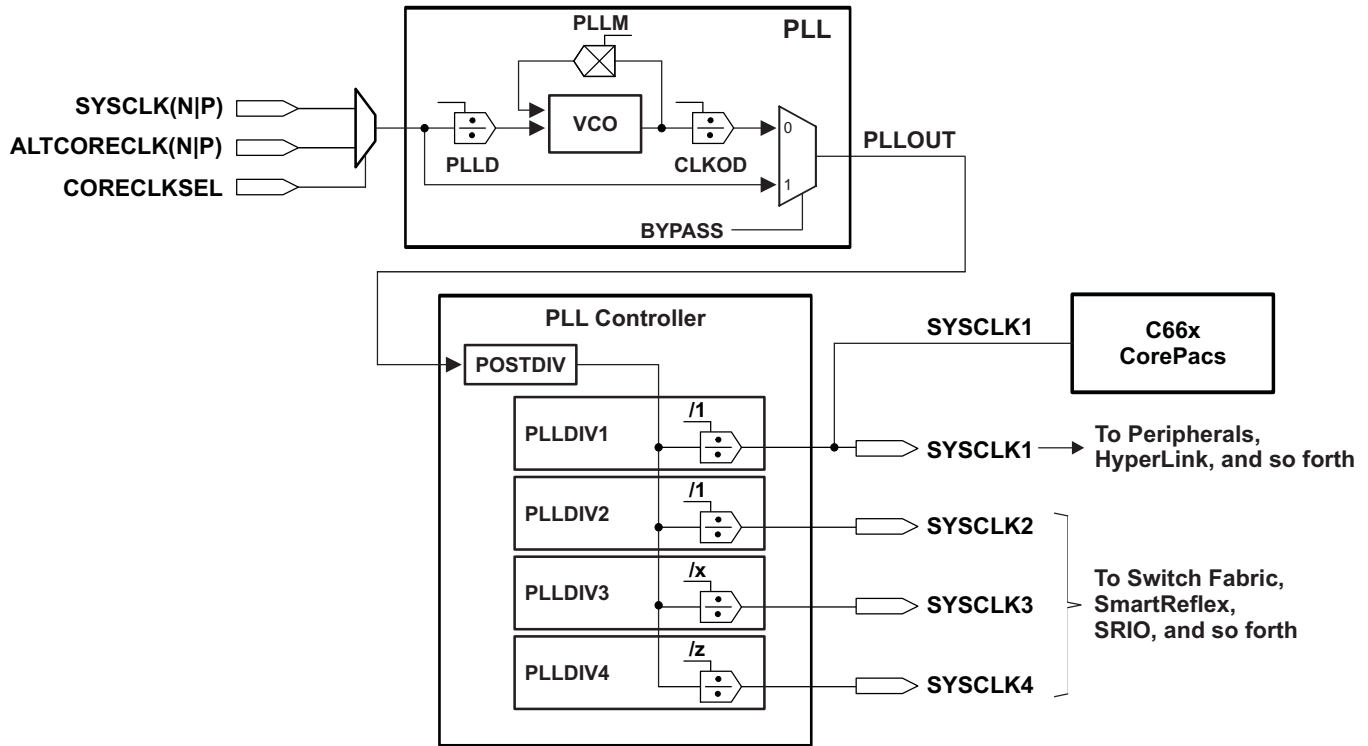 PLLM
PLL
SYSCLK(N|P)
ALTCORECLK(N|P)
CORECLKSEL
VCO
PLLD
CLKOD
0
1
PLLOUT
BYPASS
PLL Controller
POSTDIV
SYSCLK1
C66x
CorePacs
PLLDIV1
/1
SYSCLK1
To Peripherals,
HyperLink, and so forth
PLLDIV2
/1
SYSCLK2
PLLDIV3
/x
SYSCLK3
To Switch Fabric,
SmartReflex,
SRIO, and so forth
PLLDIV4
/z
SYSCLK4